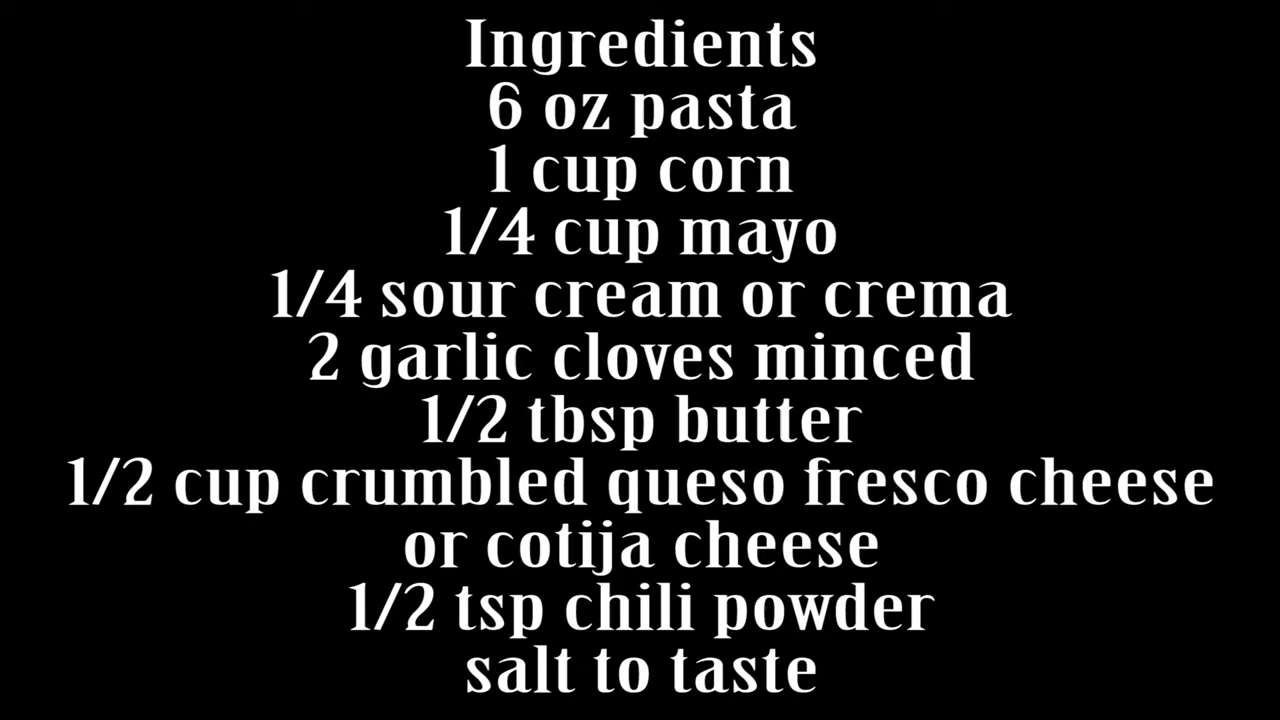 Ingredients
6 oz pasta
1 cup corn
1/4 cup mayo
1/4 sour cream or crema
2 garlic cloves minced
1/2 tbsp butter
1/2 cup crumbled queso fresco cheese
or cotija cheese
1/2 tsp chili powder
salt to taste